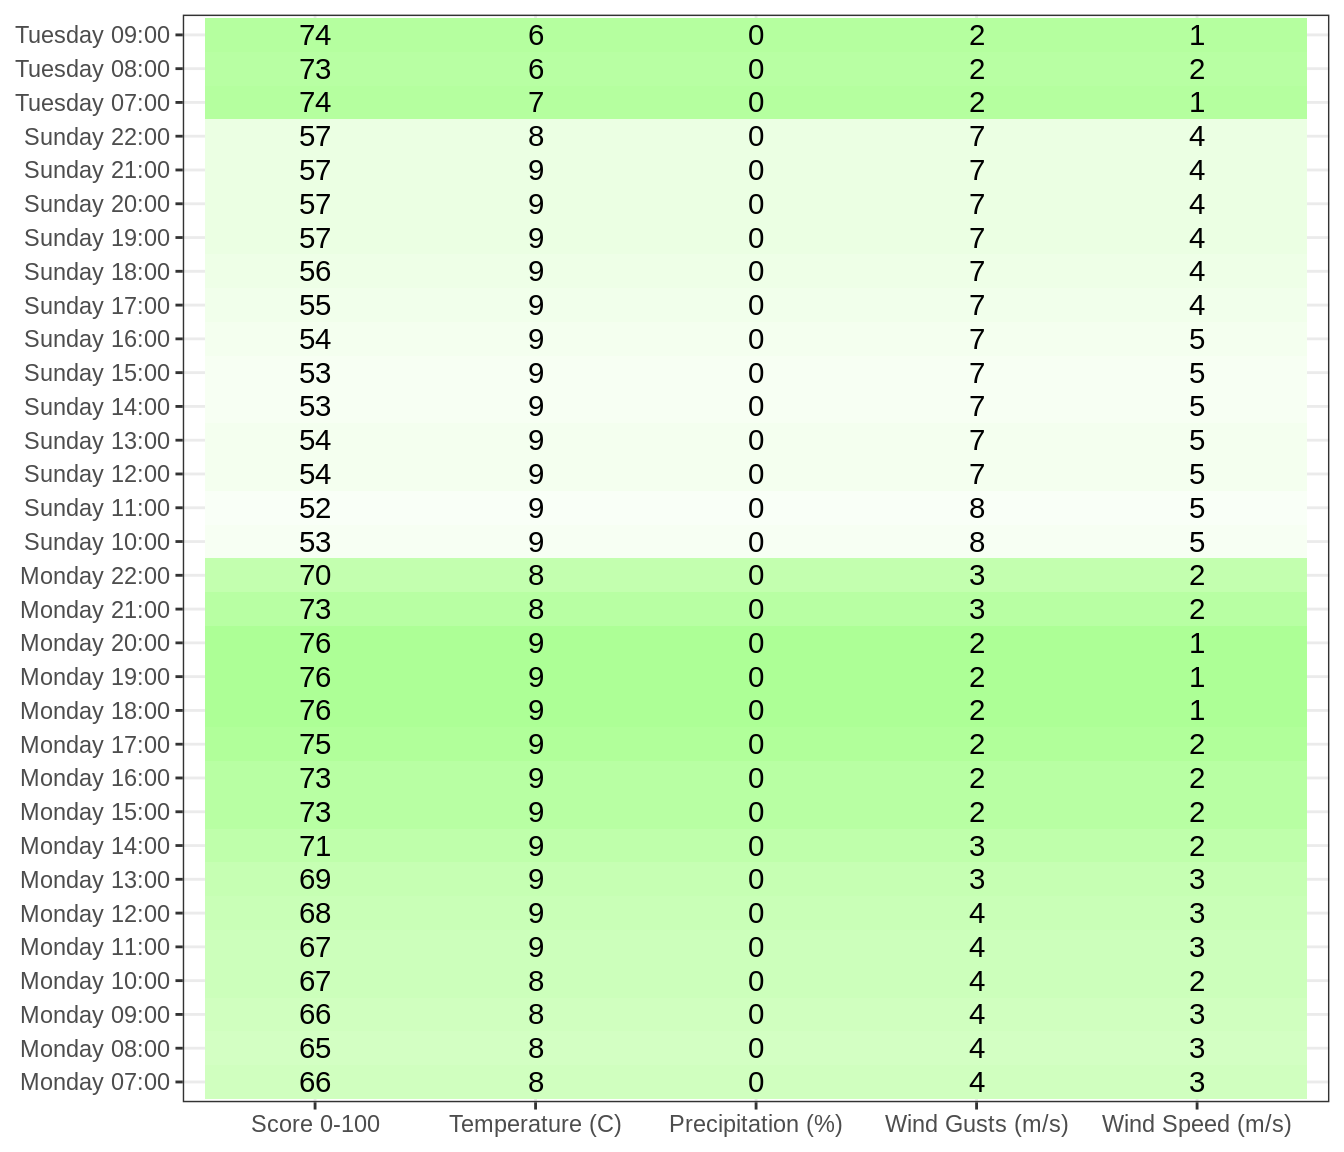 Tuesday 09:00 74 6 0 2 1
Tuesday 08:00 73 6 0 2 2
Tuesday 07:00 74 7 0 2 1
Sunday 22:00 57 8 0 7 4
Sunday 21:00 57 9 0 7 4
Sunday 20:00 57 9 0 7 4
Sunday 19:00 57 9 0 7 4
Sunday 18:00 56 9 0 7 4
Sunday 17:00 55 9 0 7 4
Sunday 16:00 54 9 0 7 5
Sunday 15:00 53 9 0 7 5
Sunday 14:00 53 9 0 7 5
Sunday 13:00 54 9 0 7 5
Sunday 12:00 54 9 0 7 5
Sunday 11:00 52 9 0 8 5
Sunday 10:00 53 9 0 8 5
Monday 22:00 70 8 0 3 2
Monday 21:00 73 8 0 3 2
Monday 20:00 76 9 0 2 1
Monday 19:00 76 9 0 2 1
Monday 18:00 76 9 0 2 1
Monday 17:00 75 9 0 2 2
Monday 16:00 73 9 0 2 2
Monday 15:00 73 9 0 2 2
Monday 14:00 71 9 0 3 2
Monday 13:00 69 9 0 3 3
Monday 12:00 68 9 0 4 3
Monday 11:00 67 9 0 4 3
Monday 10:00 67 8 0 4 2
Monday 09:00 66 8 0 4 3
Monday 08:00 65 8 0 4 3
Monday 07:00 66 8 0 4 3
Score 0-100 Temperature (C) Precipitation (%) Wind Gusts (m/s) Wind Speed (m/s)